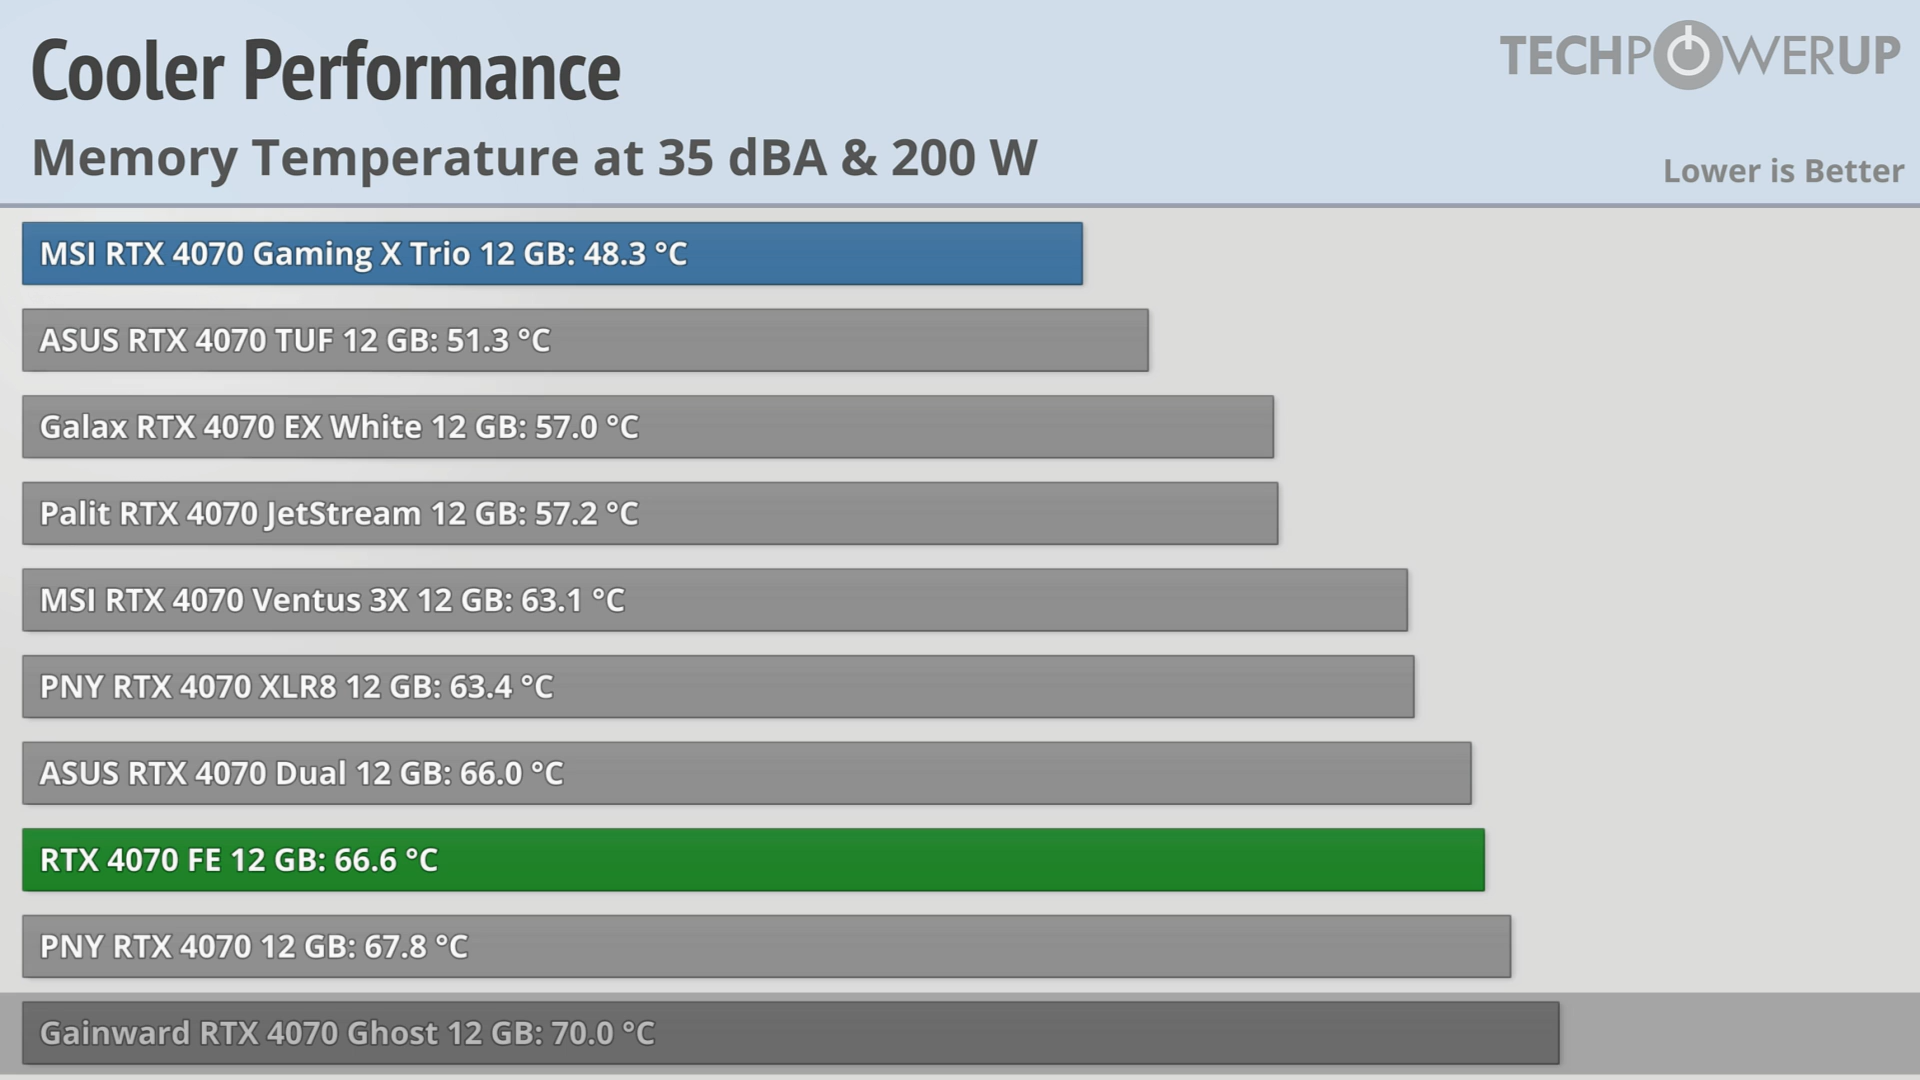 Cooler Performance
TECHPOWERUP
Memory Temperature at 35 dBA & 200 W
Lower is Better
MSI RTX 4070 Gaming X Trio 12 GB: 48.3 °C
ASUS RTX 4070 TUF 12 GB: 51.3 °C
Galax RTX 4070 EX White 12 GB: 57.0 °C
Palit RTX 4070 JetStream 12 GB: 57.2 °C
MSI RTX 4070 Ventus 3X 12 GB: 63.1 °C
PNY RTX 4070 XLR8 12 GB: 63.4 °C
ASUS RTX 4070 Dual 12 GB: 66.0 °C
RTX 4070 FE 12 GB: 66.6 °C
PNY RTX 4070 12 GB: 67.8 °C
Gainward RTX 4070 Ghost 12 GB: 70.0 °C